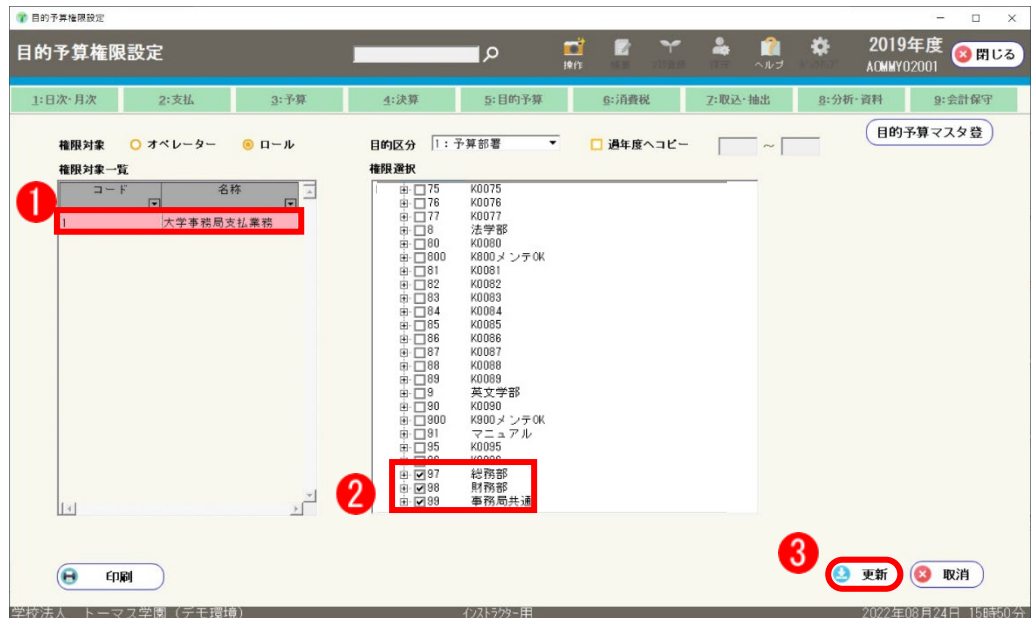 目的予算権限設定
目的予算権限設定
操作
ヘルプ
2019年度
AOMMY02001
閉じる
1:日次・月次 2:支払 3:予算 4:決算 5:目的予算 6:消費税 7:取込・抽出 8:分析・資料 9:会計保守
権限対象 オペレーター ロール 目的区分 1:予算部署 過年度へコピー ～ 目的予算マスタ登
権限対象一覧 権限選択
コード 名称
1 大学事務局支払業務
75 K0075
76 K0076
77 K0077
8 法学部
80 K0080
800 K800メンテOK
81 K0081
82 K0082
83 K0083
84 K0084
85 K0085
86 K0086
87 K0087
88 K0088
89 K0089
9 英文学部
90 K0090
900 K900メンテOK
91 マニュアル
95 K0095
97 総務部
98 財務部
99 事務局共通
1
2
3
印刷 更新 取消
学校法人 トーマス学園（デモ環境） インストラクター用 2022年08月24日 15時50分